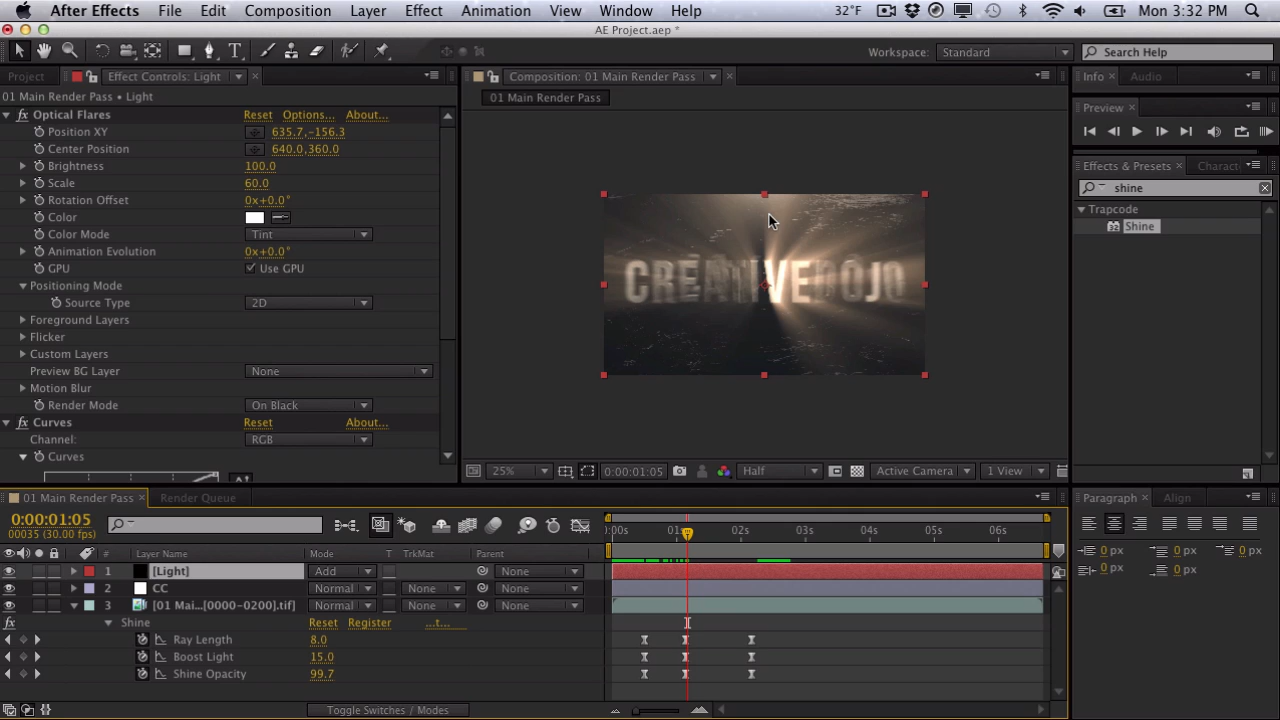 After Effects File Edit Composition Layer Effect Animation View Window Help 32°F Mon 3:32 PM
AE Project.aep *
Workspace: Standard Search Help
Project Effect Controls: Light Composition: 01 Main Render Pass Info Audio
01 Main Render Pass • Light
01 Main Render Pass
Optical Flares Reset Options... About...
Preview
Position XY 635.7,-156.3
Center Position 640.0,360.0
Brightness 100.0
Effects & Presets Charact
Scale 60.0
shine
Rotation Offset 0x+0.0°
Trapcode
Color
Shine
Color Mode Tint
Animation Evolution 0x+0.0°
GPU Use GPU
CREATIVEDOJO
Positioning Mode
Source Type 2D
Foreground Layers
Flicker
Custom Layers
Preview BG Layer None
Motion Blur
Render Mode On Black
Curves Reset About...
Channel: RGB
Curves
25% 0:00:01:05 Half Active Camera 1 View
01 Main Render Pass Render Queue Paragraph Align
0:00:01:05
00035 (30.00 fps)
:00s 01 02s 03s 04s 05s 06s
# Layer Name Mode T TrkMat Parent
0 px 0 px 0 px
1 [Light] Add None
0 px 0 px
2 CC Normal None None
3 [01 Mai...[0000-0200].tif] Normal None None
Shine Reset Register ...t...
Ray Length 8.0
Boost Light 15.0
Shine Opacity 99.7
Toggle Switches / Modes